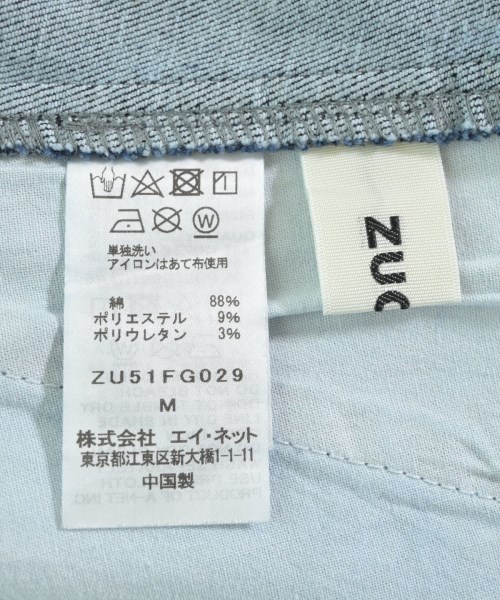 単独洗い
アイロンはあて布使用
綿 88%
ポリエステル 9%
ポリウレタン 3%
ZU51FG029
M
株式会社 エイ・ネット
東京都江東区新大橋1-1-11
中国製
W
ZUC